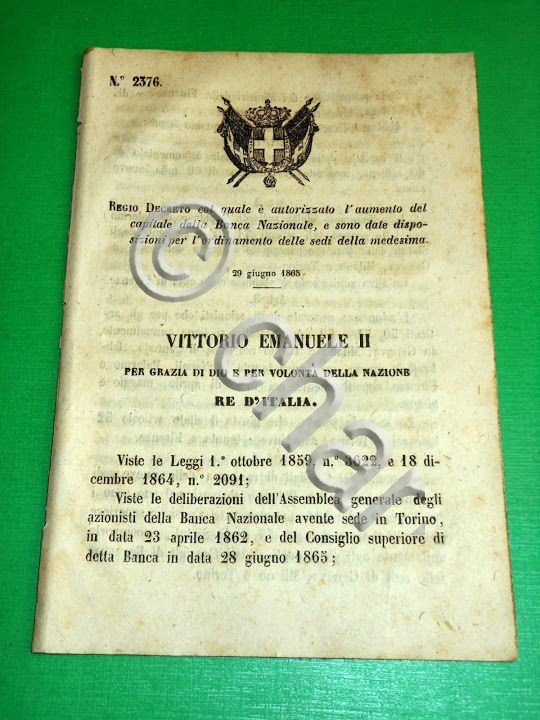 N.° 2376.
REGIO DECRETO col quale è autorizzato l'aumento del
capitale della Banca Nazionale, e sono date dispo-
sizioni per l'ordinamento delle sedi della medesima.
29 giugno 1865
VITTORIO EMANUELE II
PER GRAZIA DI DIO E PER VOLONTÀ DELLA NAZIONE
RE D'ITALIA.
Viste le Leggi 1.° ottobre 1859, n.° 3622, e 18 di-
cembre 1864, n.° 2091;
Viste le deliberazioni dell'Assemblea generale degli
azionisti della Banca Nazionale avente sede in Torino,
in data 23 aprile 1862, e del Consiglio superiore di
detta Banca in data 28 giugno 1865;
© char